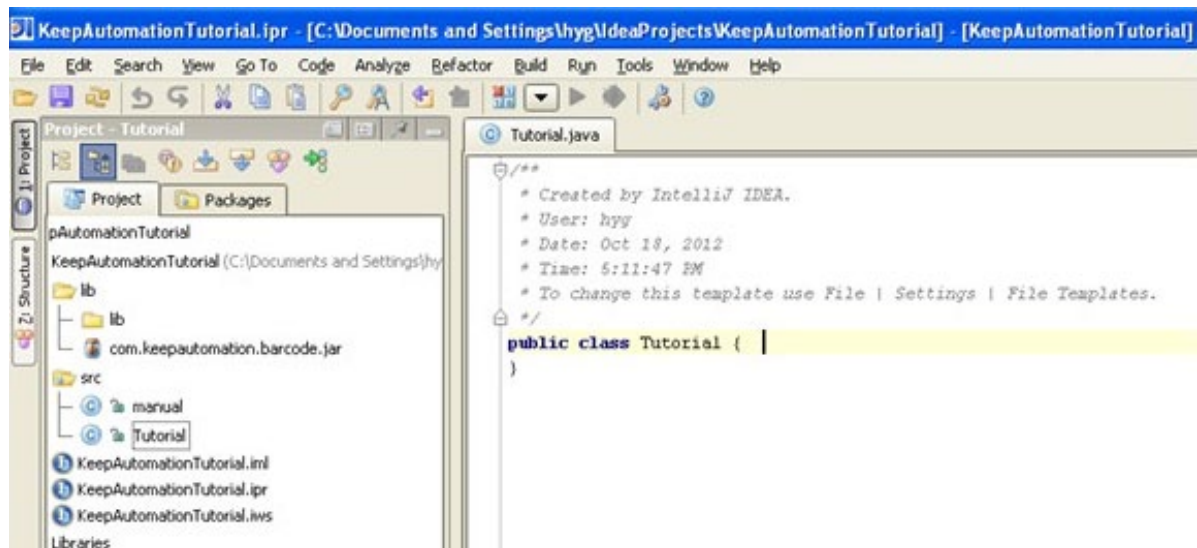 KeepAutomationTutorial.ipr - [C:\Documents and Settings\hyg\IdeaProjects\KeepAutomationTutorial] - [KeepAutomationTutorial]
File Edit Search View Go To Code Analyze Refactor Build Run Tools Window Help
1: Project
Z: Structure
Project - Tutorial
Project Packages
pAutomationTutorial
KeepAutomationTutorial (C:\Documents and Settings\hy
lib
lib
com.keepautomation.barcode.jar
src
manual
Tutorial
KeepAutomationTutorial.iml
KeepAutomationTutorial.ipr
KeepAutomationTutorial.iws
Libraries
Tutorial.java
/**
* Created by IntelliJ IDEA.
* User: hyg
* Date: Oct 18, 2012
* Time: 5:11:47 PM
* To change this template use File | Settings | File Templates.
*/
public class Tutorial {
}